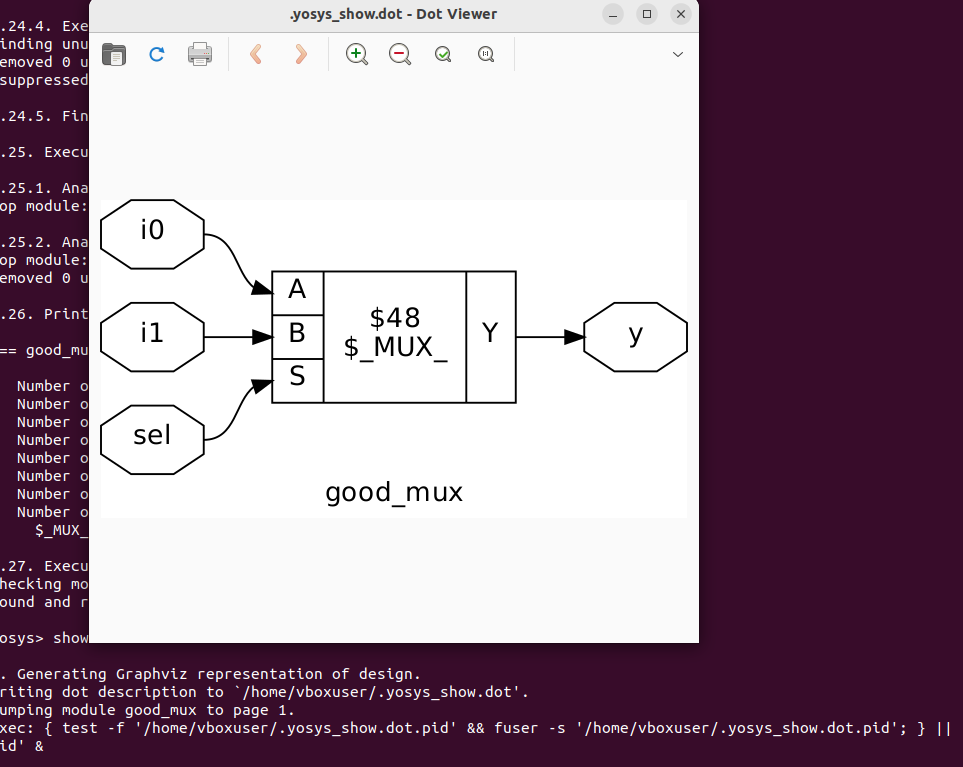 .yosys_show.dot - Dot Viewer
.24.4. Exe
inding unu
emoved 0 u
suppressed
.24.5. Fin
.25. Execu
.25.1. Ana
op module:
.25.2. Ana
op module:
emoved 0 u
.26. Print
== good_mu
Number o
Number o
Number o
Number o
Number o
Number o
Number o
Number o
$_MUX_
.27. Execu
hecking mo
ound and r
osys> show
i0
i1
sel
A
B
S
$48
$_MUX_
Y
y
good_mux
. Generating Graphviz representation of design.
riting dot description to `/home/vboxuser/.yosys_show.dot'.
umping module good_mux to page 1.
xec: { test -f '/home/vboxuser/.yosys_show.dot.pid' && fuser -s '/home/vboxuser/.yosys_show.dot.pid'; } ||
id' &